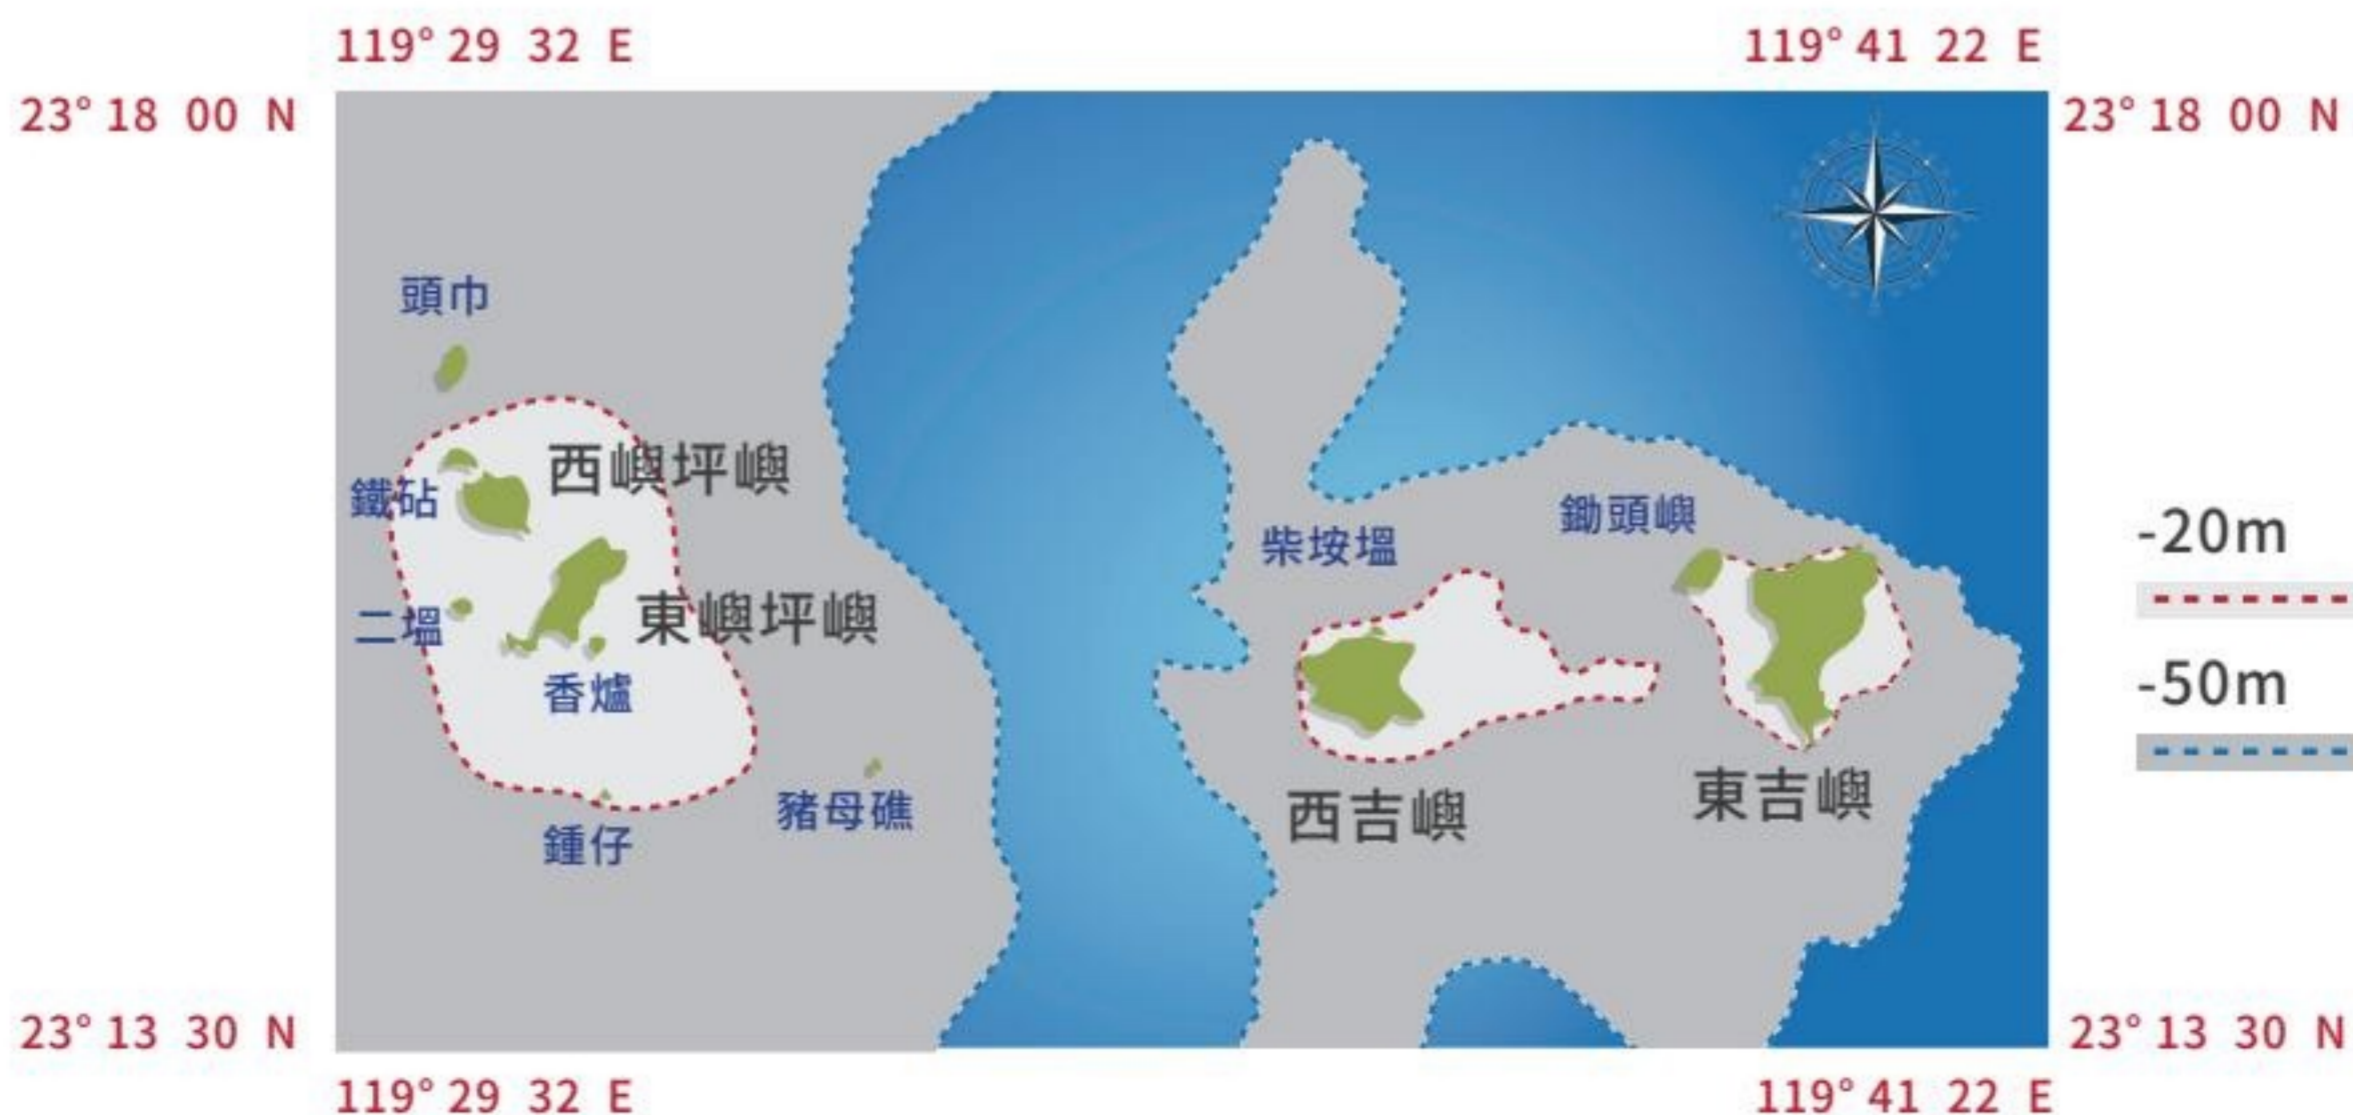 119° 29 32 E
119° 41 22 E
23° 18 00 N
23° 18 00 N
頭巾
西嶼坪嶼
鐵砧
鋤頭嶼
柴垵塭
-20m
二塭
東嶼坪嶼
香爐
-50m
豬母礁
西吉嶼
東吉嶼
鍾仔
23° 13 30 N
23° 13 30 N
119° 29 32 E
119° 41 22 E